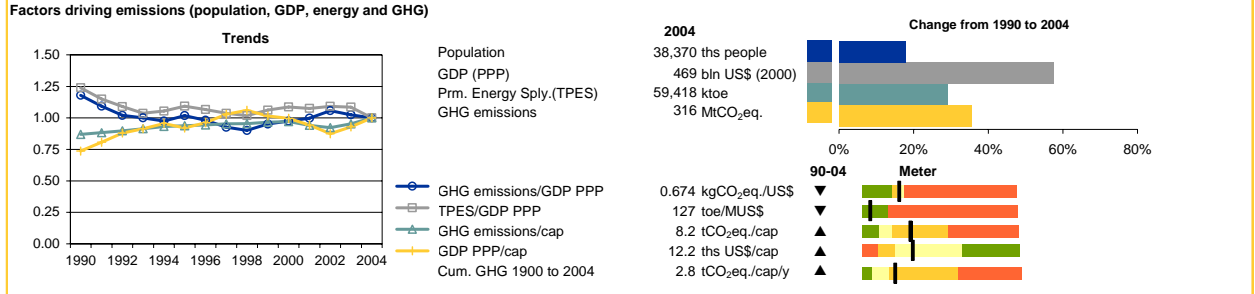 Factors driving emissions (population, GDP, energy and GHG)
Trends
1.50
1.25
1.00
0.75
0.50
0.25
0.00
1990 1992 1994 1996 1998 2000 2002 2004
2004
Population 38,370 ths people
GDP (PPP) 469 bln US$ (2000)
Prm. Energy Sply.(TPES) 59,418 ktoe
GHG emissions 316 MtCO₂eq.
Change from 1990 to 2004
0% 20% 40% 60% 80%
90-04 Meter
GHG emissions/GDP PPP 0.674 kgCO₂eq./US$ ▼
TPES/GDP PPP 127 toe/MUS$ ▼
GHG emissions/cap 8.2 tCO₂eq./cap ▲
GDP PPP/cap 12.2 ths US$/cap ▲
Cum. GHG 1900 to 2004 2.8 tCO₂eq./cap/y ▲